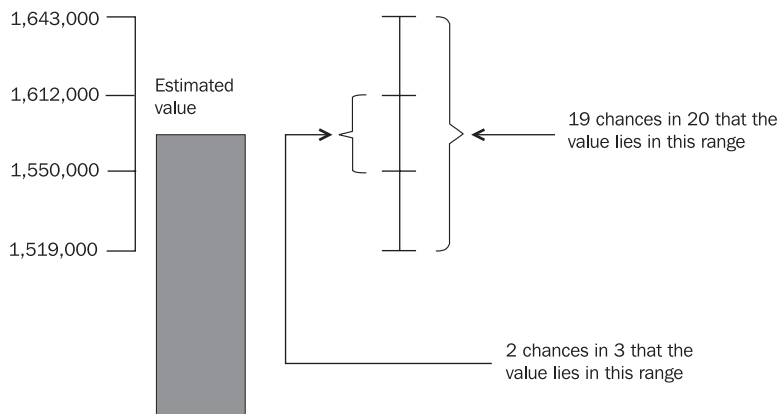 1,643,000
1,612,000
1,550,000
1,519,000
Estimated
value
19 chances in 20 that the
value lies in this range
2 chances in 3 that the
value lies in this range